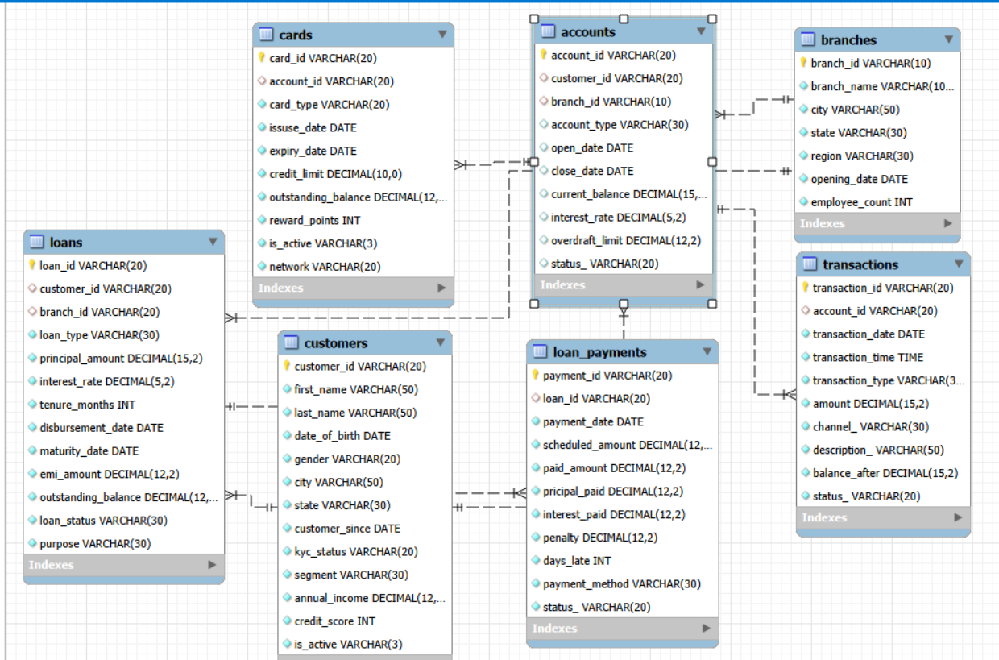 cards
card_id VARCHAR(20)
account_id VARCHAR(20)
card_type VARCHAR(20)
issuse_date DATE
expiry_date DATE
credit_limit DECIMAL(10,0)
outstanding_balance DECIMAL(12,...
reward_points INT
is_active VARCHAR(3)
network VARCHAR(20)
Indexes
accounts
account_id VARCHAR(20)
customer_id VARCHAR(20)
branch_id VARCHAR(10)
account_type VARCHAR(30)
open_date DATE
close_date DATE
current_balance DECIMAL(15,...
interest_rate DECIMAL(5,2)
overdraft_limit DECIMAL(12,2)
status_ VARCHAR(20)
Indexes
branches
branch_id VARCHAR(10)
branch_name VARCHAR(10...
city VARCHAR(50)
state VARCHAR(30)
region VARCHAR(30)
opening_date DATE
employee_count INT
Indexes
loans
loan_id VARCHAR(20)
customer_id VARCHAR(20)
branch_id VARCHAR(20)
loan_type VARCHAR(30)
principal_amount DECIMAL(15,2)
interest_rate DECIMAL(5,2)
tenure_months INT
disbursement_date DATE
maturity_date DATE
emi_amount DECIMAL(12,2)
outstanding_balance DECIMAL(12,...
loan_status VARCHAR(30)
purpose VARCHAR(30)
Indexes
customers
customer_id VARCHAR(20)
first_name VARCHAR(50)
last_name VARCHAR(50)
date_of_birth DATE
gender VARCHAR(20)
city VARCHAR(50)
state VARCHAR(30)
customer_since DATE
kyc_status VARCHAR(20)
segment VARCHAR(30)
annual_income DECIMAL(12,...
credit_score INT
is_active VARCHAR(3)
loan_payments
payment_id VARCHAR(20)
loan_id VARCHAR(20)
payment_date DATE
scheduled_amount DECIMAL(12,...
paid_amount DECIMAL(12,2)
pricipal_paid DECIMAL(12,2)
interest_paid DECIMAL(12,2)
penalty DECIMAL(12,2)
days_late INT
payment_method VARCHAR(30)
status_ VARCHAR(20)
Indexes
transactions
transaction_id VARCHAR(20)
account_id VARCHAR(20)
transaction_date DATE
transaction_time TIME
transaction_type VARCHAR(3...
amount DECIMAL(15,2)
channel_ VARCHAR(30)
description_ VARCHAR(50)
balance_after DECIMAL(15,2)
status_ VARCHAR(20)
Indexes